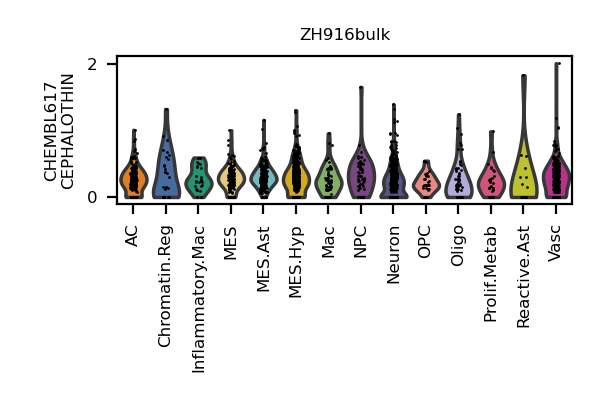 ZH916bulk
CHEMBL617
CEPHALOTHIN
2
0
AC
Chromatin.Reg
Inflammatory.Mac
MES
MES.Ast
MES.Hyp
Mac
NPC
Neuron
OPC
Oligo
Prolif.Metab
Reactive.Ast
Vasc